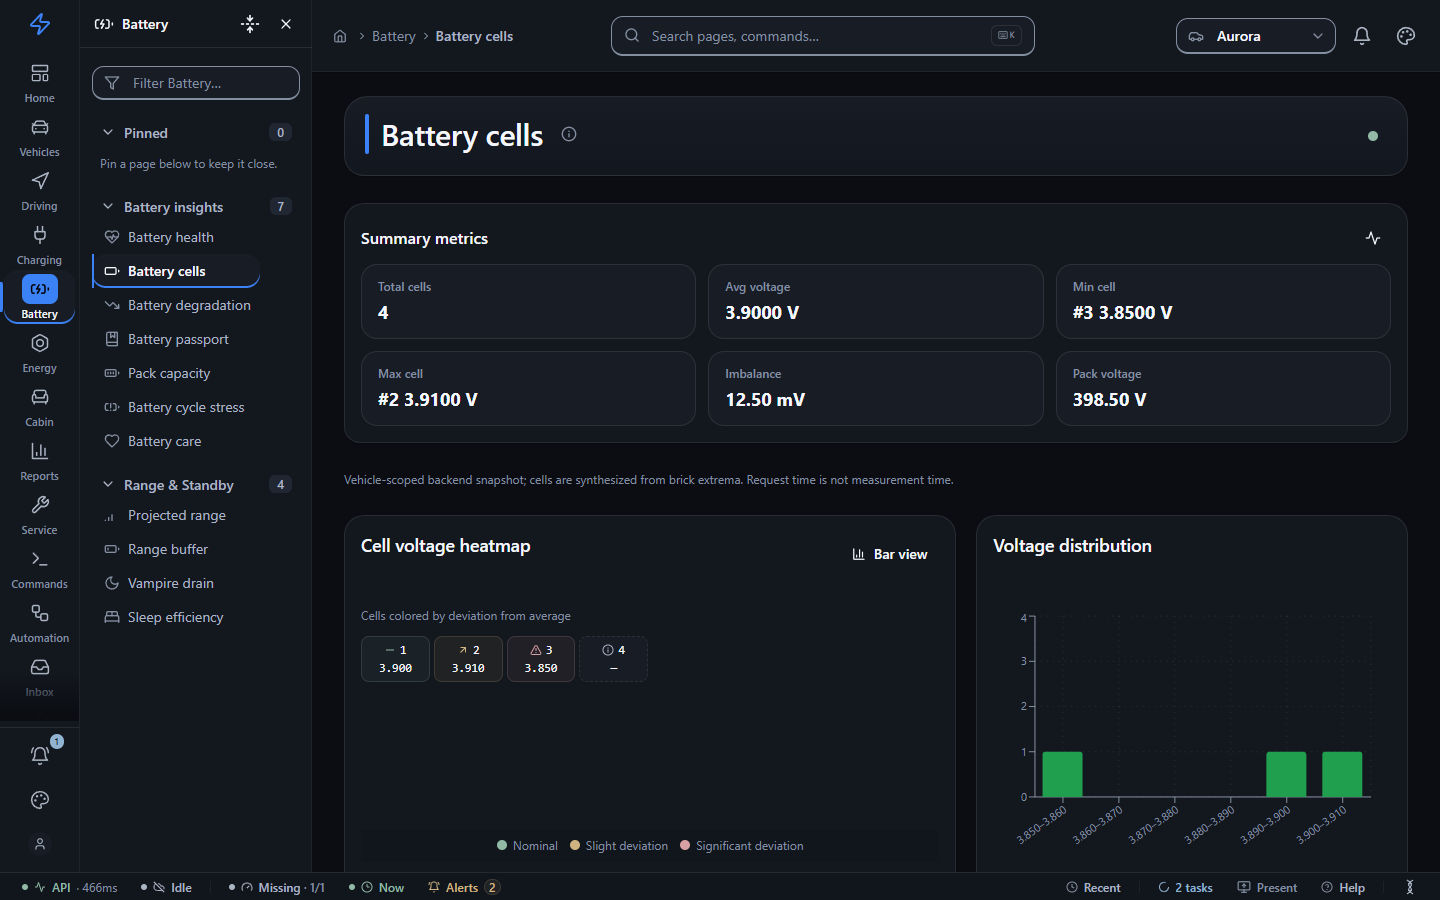 Battery
Home
Vehicles
Driving
Charging
Battery
Energy
Cabin
Reports
Service
Commands
Automation
Inbox
1
Filter Battery...
Pinned 0
Pin a page below to keep it close.
Battery insights 7
Battery health
Battery cells
Battery degradation
Battery passport
Pack capacity
Battery cycle stress
Battery care
Range & Standby 4
Projected range
Range buffer
Vampire drain
Sleep efficiency
Battery Battery cells
Search pages, commands... K
Aurora
Battery cells
Summary metrics
Total cells
4
Avg voltage
3.9000 V
Min cell
#3 3.8500 V
Max cell
#2 3.9100 V
Imbalance
12.50 mV
Pack voltage
398.50 V
Vehicle-scoped backend snapshot; cells are synthesized from brick extrema. Request time is not measurement time.
Cell voltage heatmap
Bar view
Cells colored by deviation from average
1
3.900
2
3.910
3
3.850
4
—
Nominal Slight deviation Significant deviation
Voltage distribution
4
3
2
1
0
3.850–3.860
3.860–3.870
3.870–3.880
3.880–3.890
3.890–3.900
3.900–3.910
API · 466ms Idle Missing · 1/1 Now Alerts 2 Recent 2 tasks Present Help